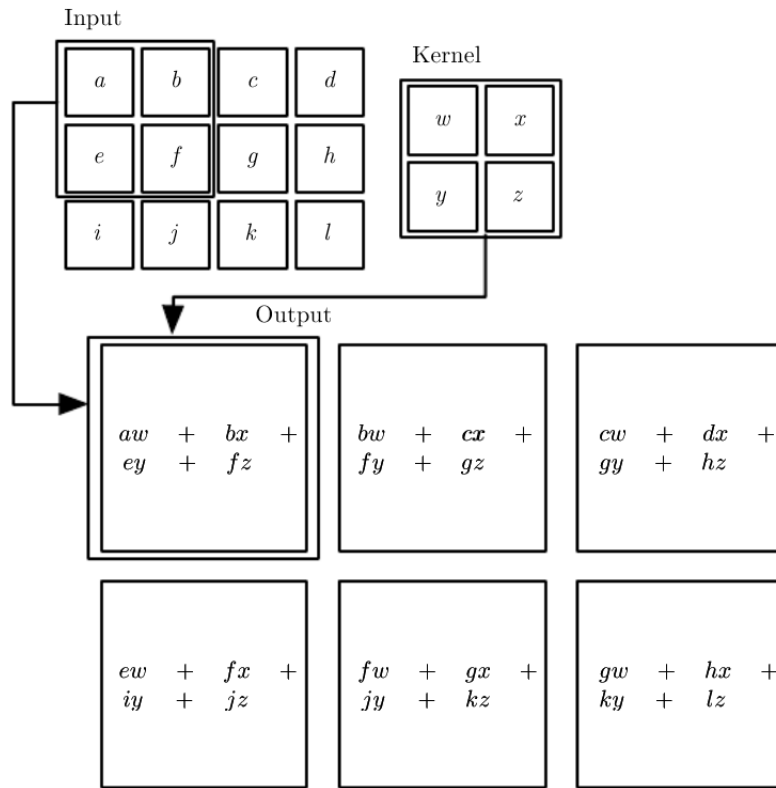 Input
Kernel
a b c d
w x
e f g h
y z
i j k l
Output
aw + bx + bw + cx + cw + dx +
ey + fz fy + gz gy + hz
ew + fx + fw + gx + gw + hx +
iy + jz jy + kz ky + lz